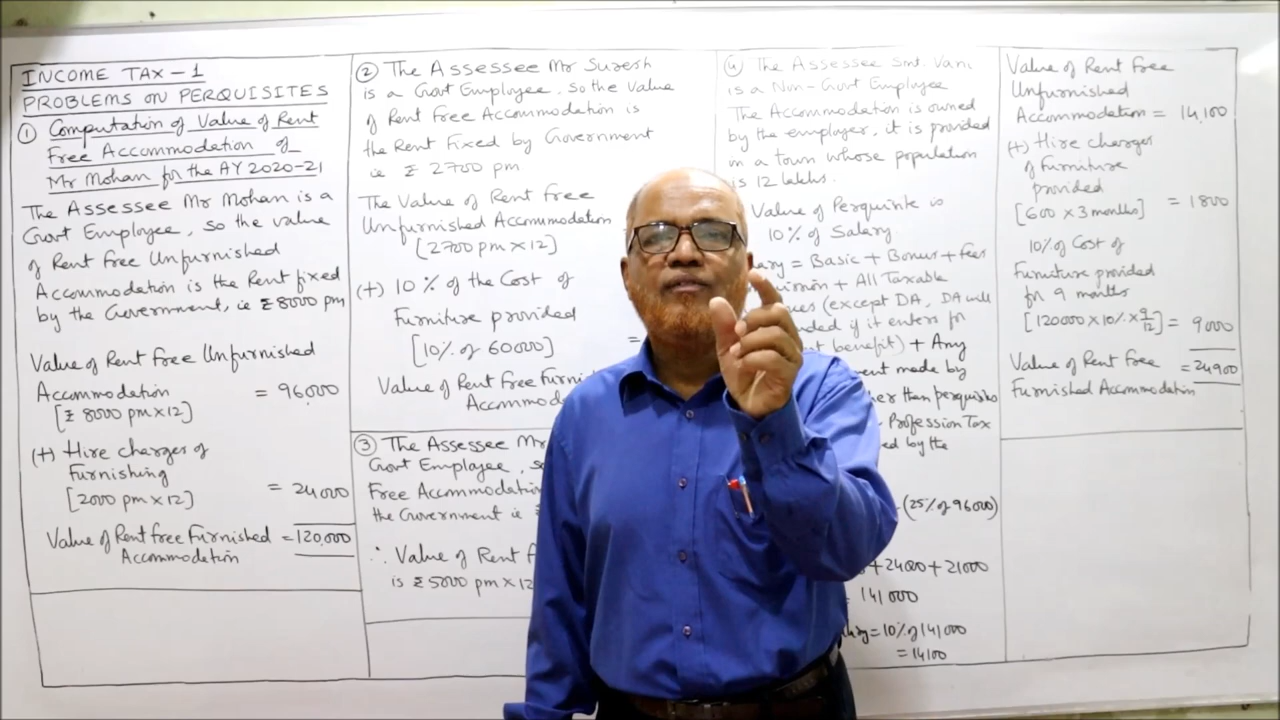 INCOME TAX - 1
PROBLEMS ON PERQUISITES
① Computation of Value of Rent
Free Accommodation of
Mr Mohan for the AY 2020-21
The Assessee Mr Mohan is a
Govt Employee, so the value
of Rent Free Unfurnished
Accommodation is the Rent fixed
by the Government, ie ₹8000 pm
Value of Rent Free Unfurnished
Accommodation = 96,000
[₹ 8000 pm × 12]
(+) Hire charges of
Furnishing
[2000 pm × 12] = 24,000
Value of Rent free Furnished = 120,000
Accommodation
② The Assessee Mr Suresh
is a Govt Employee, so the value
of Rent Free Accommodation is
the Rent Fixed by Government
ie ₹ 2700 pm
The Value of Rent Free
Unfurnished Accommodation
[2700 pm × 12]
(+) 10% of the Cost of
Furniture provided
[10% of 60000] =
Value of Rent Free
③ The Assessee Mr
Govt Employee,
Free
the Government ie
∴ Value of Rent
is ₹5000 pm × 12
④ The Assessee Smt. Vani
is a Non-Govt Employee
The Accommodation is owned
by the employer, it is provided
in a town whose population
is 12 lakhs.
Value of Perquisite is
10% of Salary.
= Basic + Bonus + Fees
+ All Taxable
(except DA, DA will
if it enters for
benefit) + Any
made by
than perquisites
Profession Tax
by the
(25% of 96000)
+ 24000 + 21000
141000
= 10% of 141000
= 14100
Value of Rent Free
Unfurnished
Accommodation = 14,100
(+) Hire charges
of Furniture
provided
[600 × 3 months] = 1800
10% of Cost of
Furniture provided
for 9 months
[120000 × 10% × 9/12] = 9000
Value of Rent Free = 24900
Furnished Accommodation